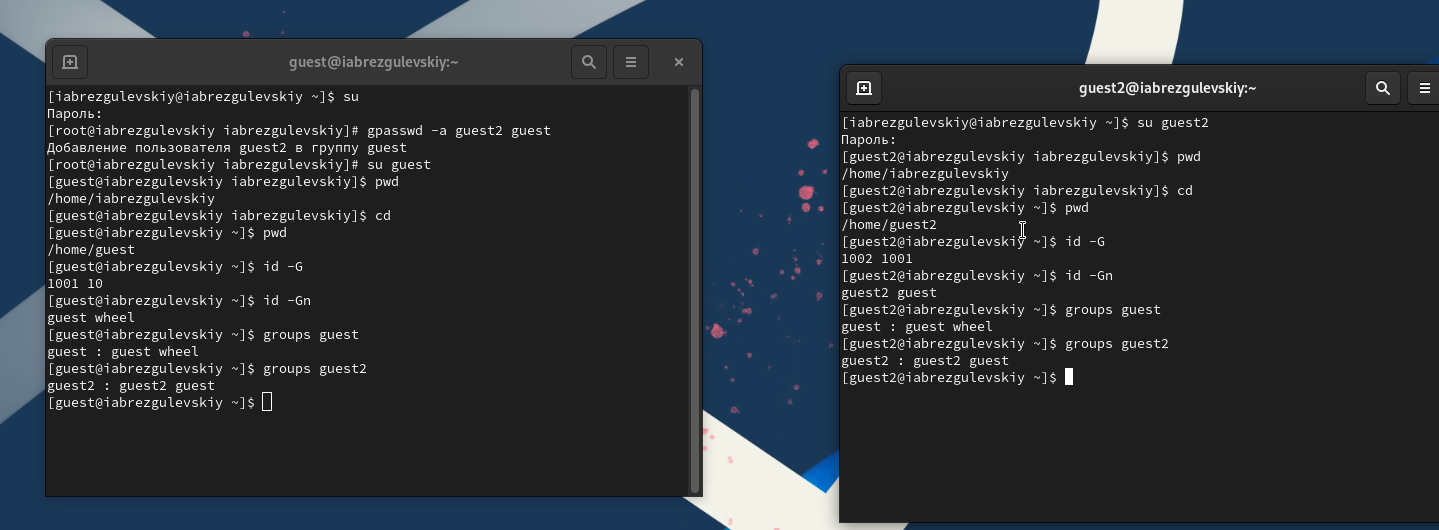 guest@iabrezgulevskiy:~
[iabrezgulevskiy@iabrezgulevskiy ~]$ su
Пароль:
[root@iabrezgulevskiy iabrezgulevskiy]# gpasswd -a guest2 guest
Добавление пользователя guest2 в группу guest
[root@iabrezgulevskiy iabrezgulevskiy]# su guest
[guest@iabrezgulevskiy iabrezgulevskiy]$ pwd
/home/iabrezgulevskiy
[guest@iabrezgulevskiy iabrezgulevskiy]$ cd
[guest@iabrezgulevskiy ~]$ pwd
/home/guest
[guest@iabrezgulevskiy ~]$ id -G
1001 10
[guest@iabrezgulevskiy ~]$ id -Gn
guest wheel
[guest@iabrezgulevskiy ~]$ groups guest
guest : guest wheel
[guest@iabrezgulevskiy ~]$ groups guest2
guest2 : guest2 guest
[guest@iabrezgulevskiy ~]$
guest2@iabrezgulevskiy:~
[iabrezgulevskiy@iabrezgulevskiy ~]$ su guest2
Пароль:
[guest2@iabrezgulevskiy iabrezgulevskiy]$ pwd
/home/iabrezgulevskiy
[guest2@iabrezgulevskiy iabrezgulevskiy]$ cd
[guest2@iabrezgulevskiy ~]$ pwd
/home/guest2
[guest2@iabrezgulevskiy ~]$ id -G
1002 1001
[guest2@iabrezgulevskiy ~]$ id -Gn
guest2 guest
[guest2@iabrezgulevskiy ~]$ groups guest
guest : guest wheel
[guest2@iabrezgulevskiy ~]$ groups guest2
guest2 : guest2 guest
[guest2@iabrezgulevskiy ~]$